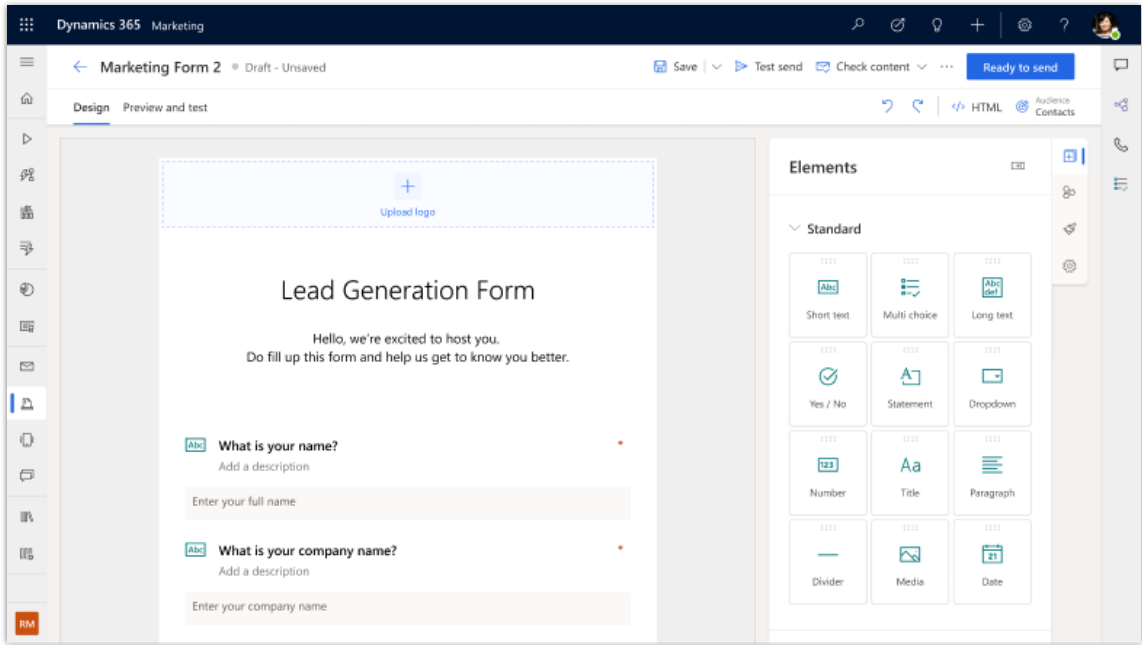 Dynamics 365 Marketing
Marketing Form 2 Draft - Unsaved
Save Test send Check content Ready to send
Design Preview and test
</> HTML
Audience
Contacts
Upload logo
Lead Generation Form
Hello, we're excited to host you.
Do fill up this form and help us get to know you better.
Abc What is your name? *
Add a description
Enter your full name
Abc What is your company name? *
Add a description
Enter your company name
RM
Elements
Standard
Abc
Short text
Multi choice
Abc
def
Long text
Yes / No
A
Statement
Dropdown
123
Number
Aa
Title
Paragraph
Divider
Media
21
Date